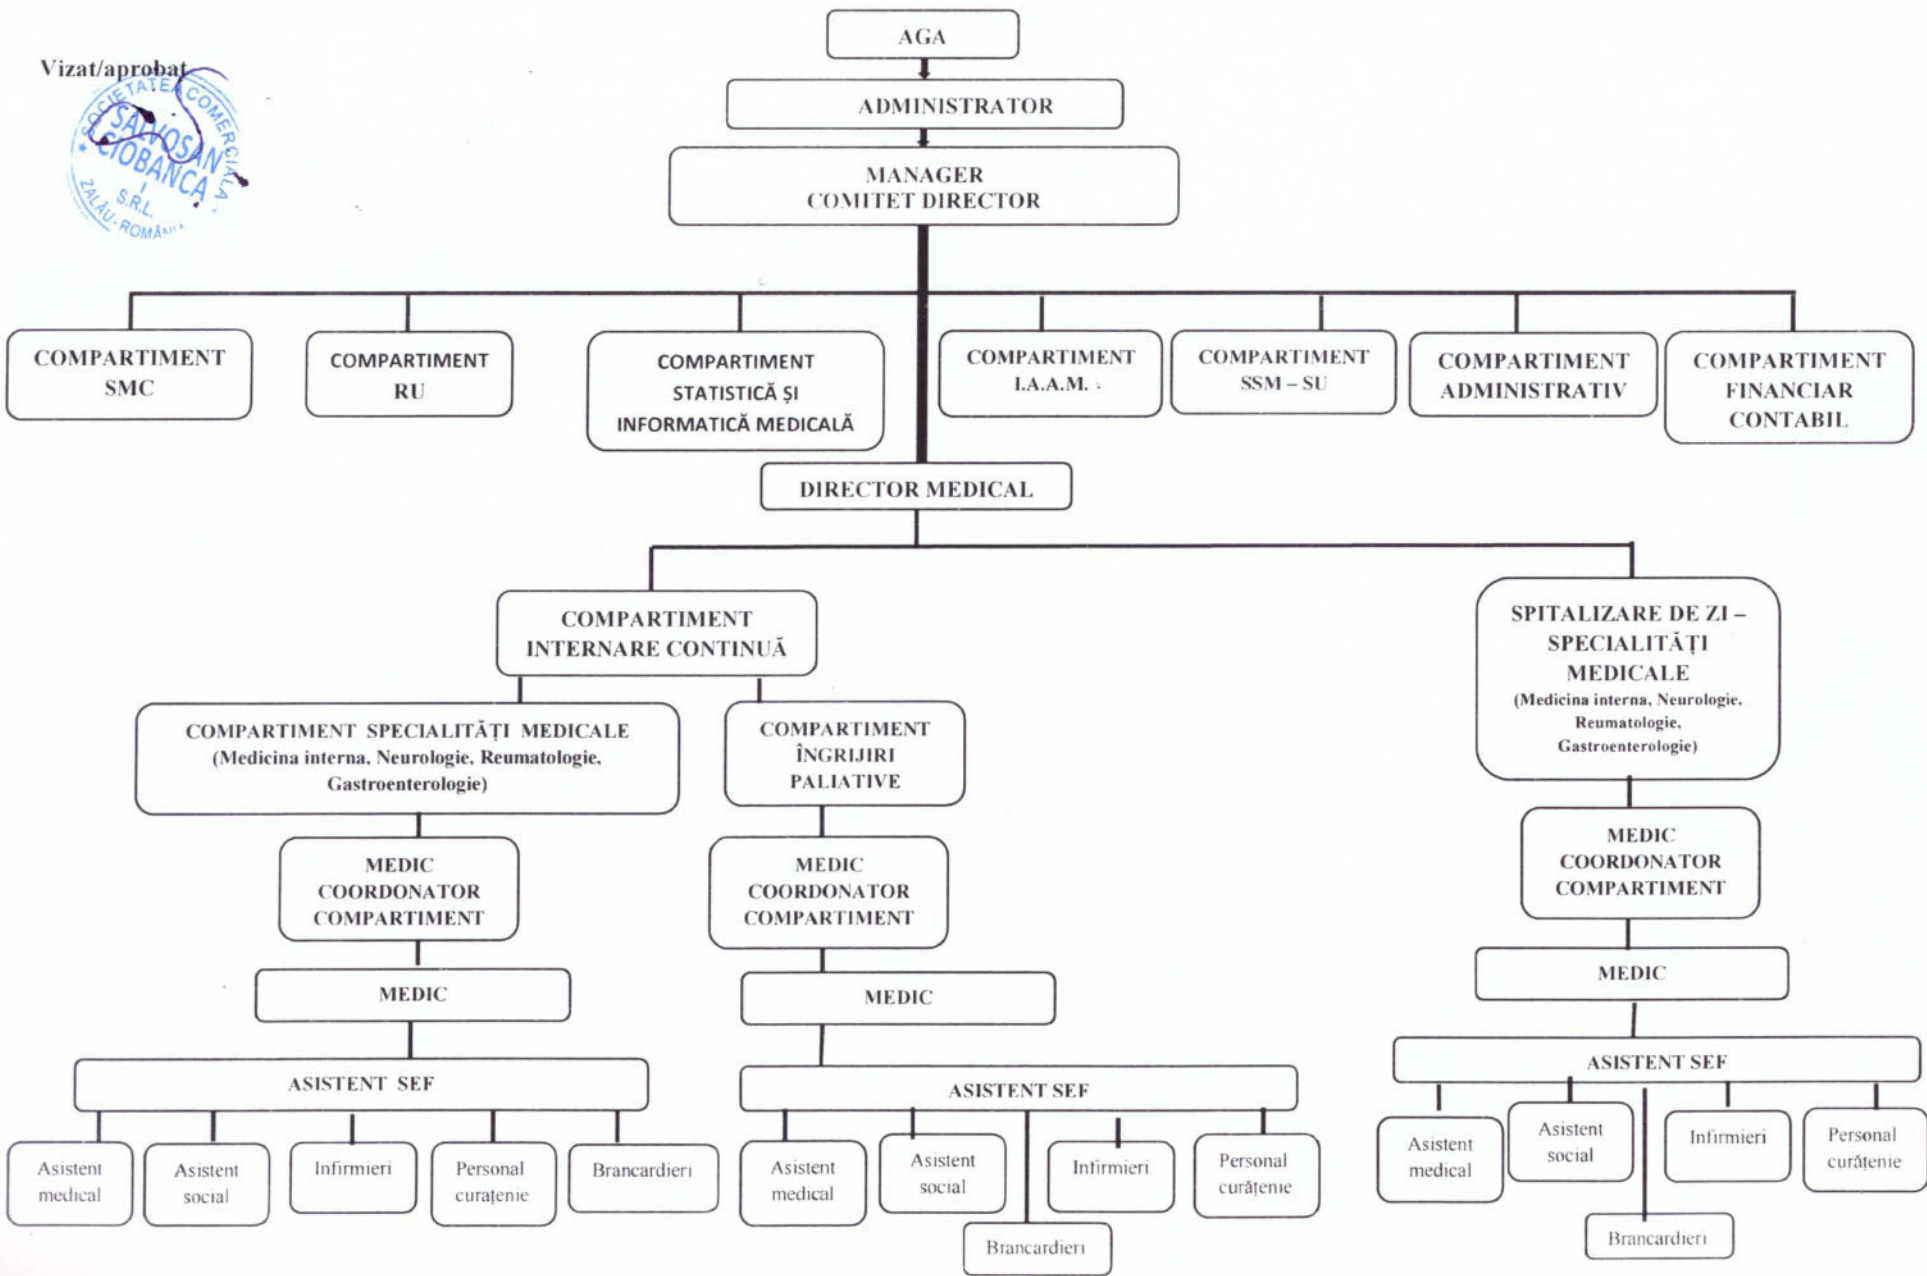 Vizat/aprobat
SOCIETATEA COMERCIALA
SALVOSAN
CIOBANCA
I
S.R.L.
ZALĂU - ROMÂNIA
AGA
ADMINISTRATOR
MANAGER
COMITET DIRECTOR
COMPARTIMENT
SMC
COMPARTIMENT
RU
COMPARTIMENT
STATISTICĂ ȘI
INFORMATICĂ MEDICALĂ
COMPARTIMENT
I.A.A.M.
COMPARTIMENT
SSM – SU
COMPARTIMENT
ADMINISTRATIV
COMPARTIMENT
FINANCIAR
CONTABIL
DIRECTOR MEDICAL
COMPARTIMENT
INTERNARE CONTINUĂ
SPITALIZARE DE ZI –
SPECIALITĂȚI
MEDICALE
(Medicina interna, Neurologie,
Reumatologie,
Gastroenterologie)
COMPARTIMENT SPECIALITĂȚI MEDICALE
(Medicina interna, Neurologie, Reumatologie,
Gastroenterologie)
COMPARTIMENT
ÎNGRIJIRI
PALIATIVE
MEDIC
COORDONATOR
COMPARTIMENT
MEDIC
COORDONATOR
COMPARTIMENT
MEDIC
COORDONATOR
COMPARTIMENT
MEDIC
MEDIC
MEDIC
ASISTENT SEF
ASISTENT SEF
ASISTENT SEF
Asistent
medical
Asistent
social
Infirmieri
Personal
curațenie
Brancardieri
Asistent
medical
Asistent
social
Infirmieri
Personal
curățenie
Brancardieri
Asistent
medical
Asistent
social
Infirmieri
Personal
curățenie
Brancardieri